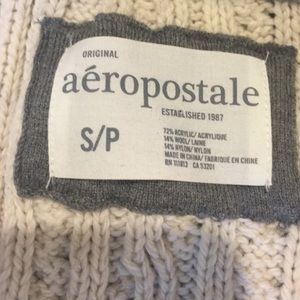 ORIGINAL
aéropostale
ESTABLISHED 1987
S/P
72% ACRYLIC/ ACRYLIQUE
14% WOOL/ LAINE
14% NYLON/ NYLON
MADE IN CHINA/ FABRIQUÉ EN CHINE
RN 111813 CA 53201